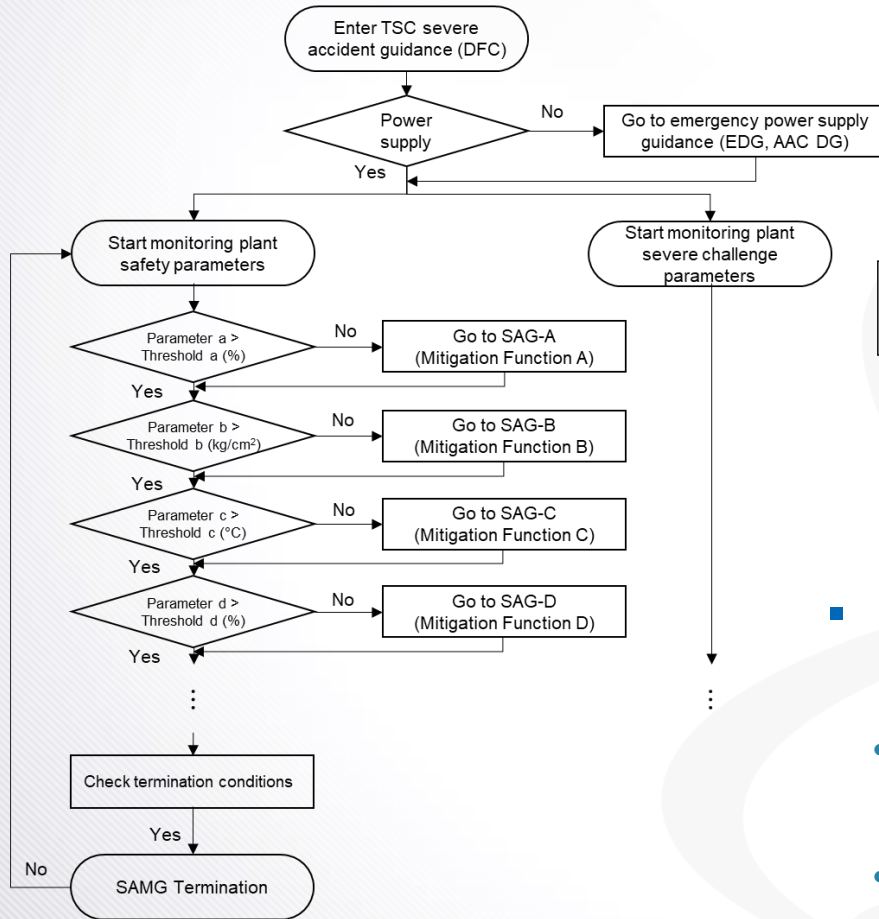 Enter TSC severe
accident guidance (DFC)
Power
supply
No
Go to emergency power supply
guidance (EDG, AAC DG)
Yes
Start monitoring plant
safety parameters
Start monitoring plant
severe challenge
parameters
Parameter a >
Threshold a (%)
No
Go to SAG-A
(Mitigation Function A)
Yes
Parameter b >
Threshold b (kg/cm²)
No
Go to SAG-B
(Mitigation Function B)
Yes
Parameter c >
Threshold c (°C)
No
Go to SAG-C
(Mitigation Function C)
Yes
Parameter d >
Threshold d (%)
No
Go to SAG-D
(Mitigation Function D)
Yes
⋮
⋮
Check termination conditions
Yes
No
SAMG Termination